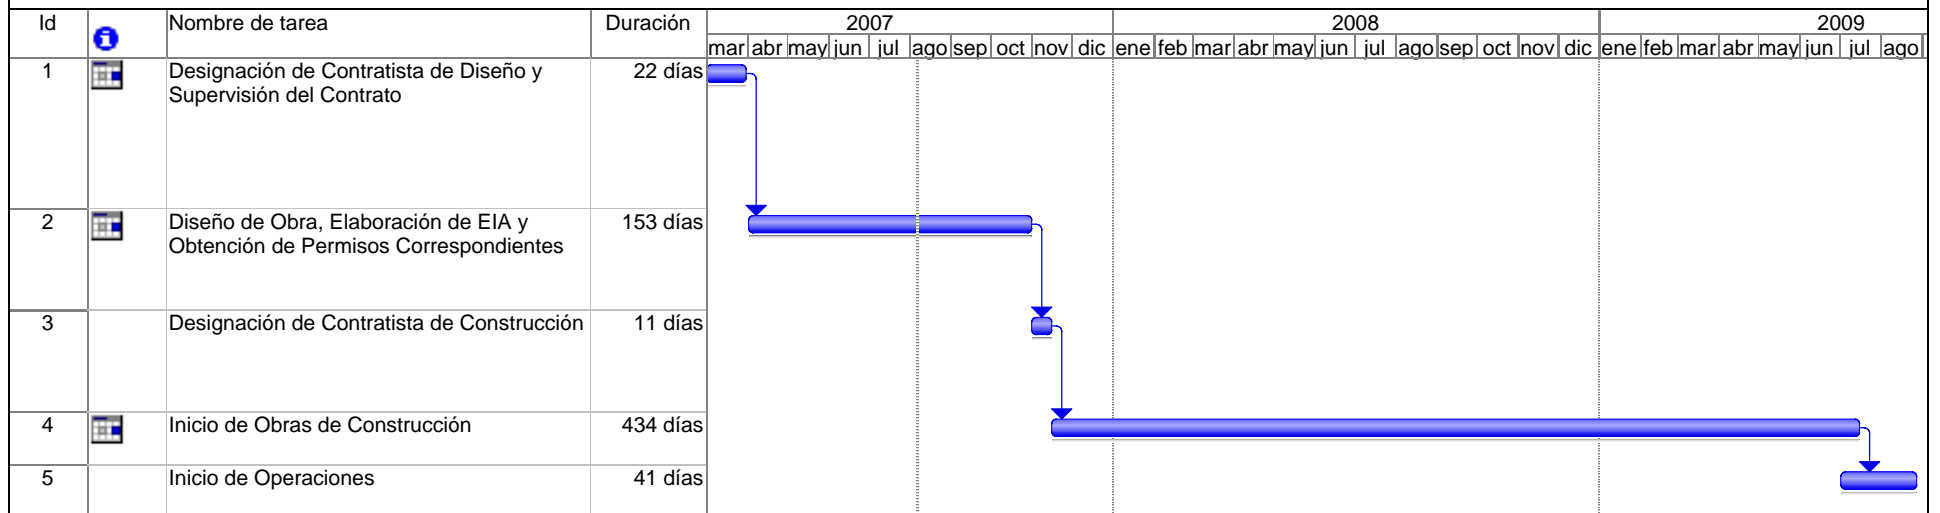 Id Nombre de tarea Duración 2007 2008 2009
mar abr may jun jul ago sep oct nov dic ene feb mar abr may jun jul ago sep oct nov dic ene feb mar abr may jun jul ago
1 Designación de Contratista de Diseño y 22 días
Supervisión del Contrato
2 Diseño de Obra, Elaboración de EIA y 153 días
Obtención de Permisos Correspondientes
3 Designación de Contratista de Construcción 11 días
4 Inicio de Obras de Construcción 434 días
5 Inicio de Operaciones 41 días